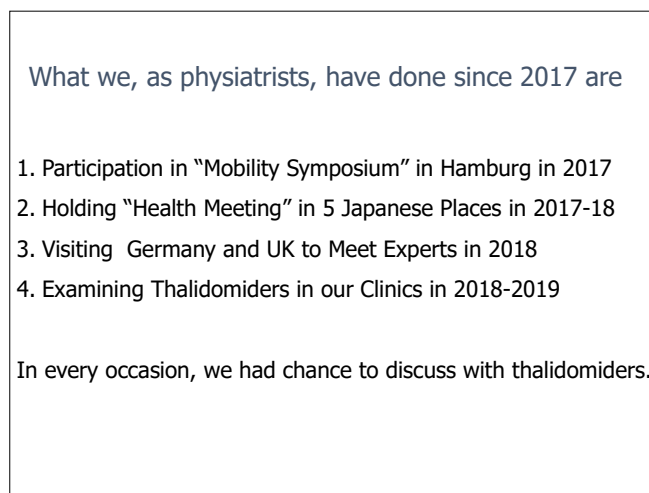 What we, as physiatrists, have done since 2017 are
1. Participation in “Mobility Symposium” in Hamburg in 2017
2. Holding “Health Meeting” in 5 Japanese Places in 2017-18
3. Visiting  Germany and UK to Meet Experts in 2018
4. Examining Thalidomiders in our Clinics in 2018-2019
In every occasion, we had chance to discuss with thalidomiders.